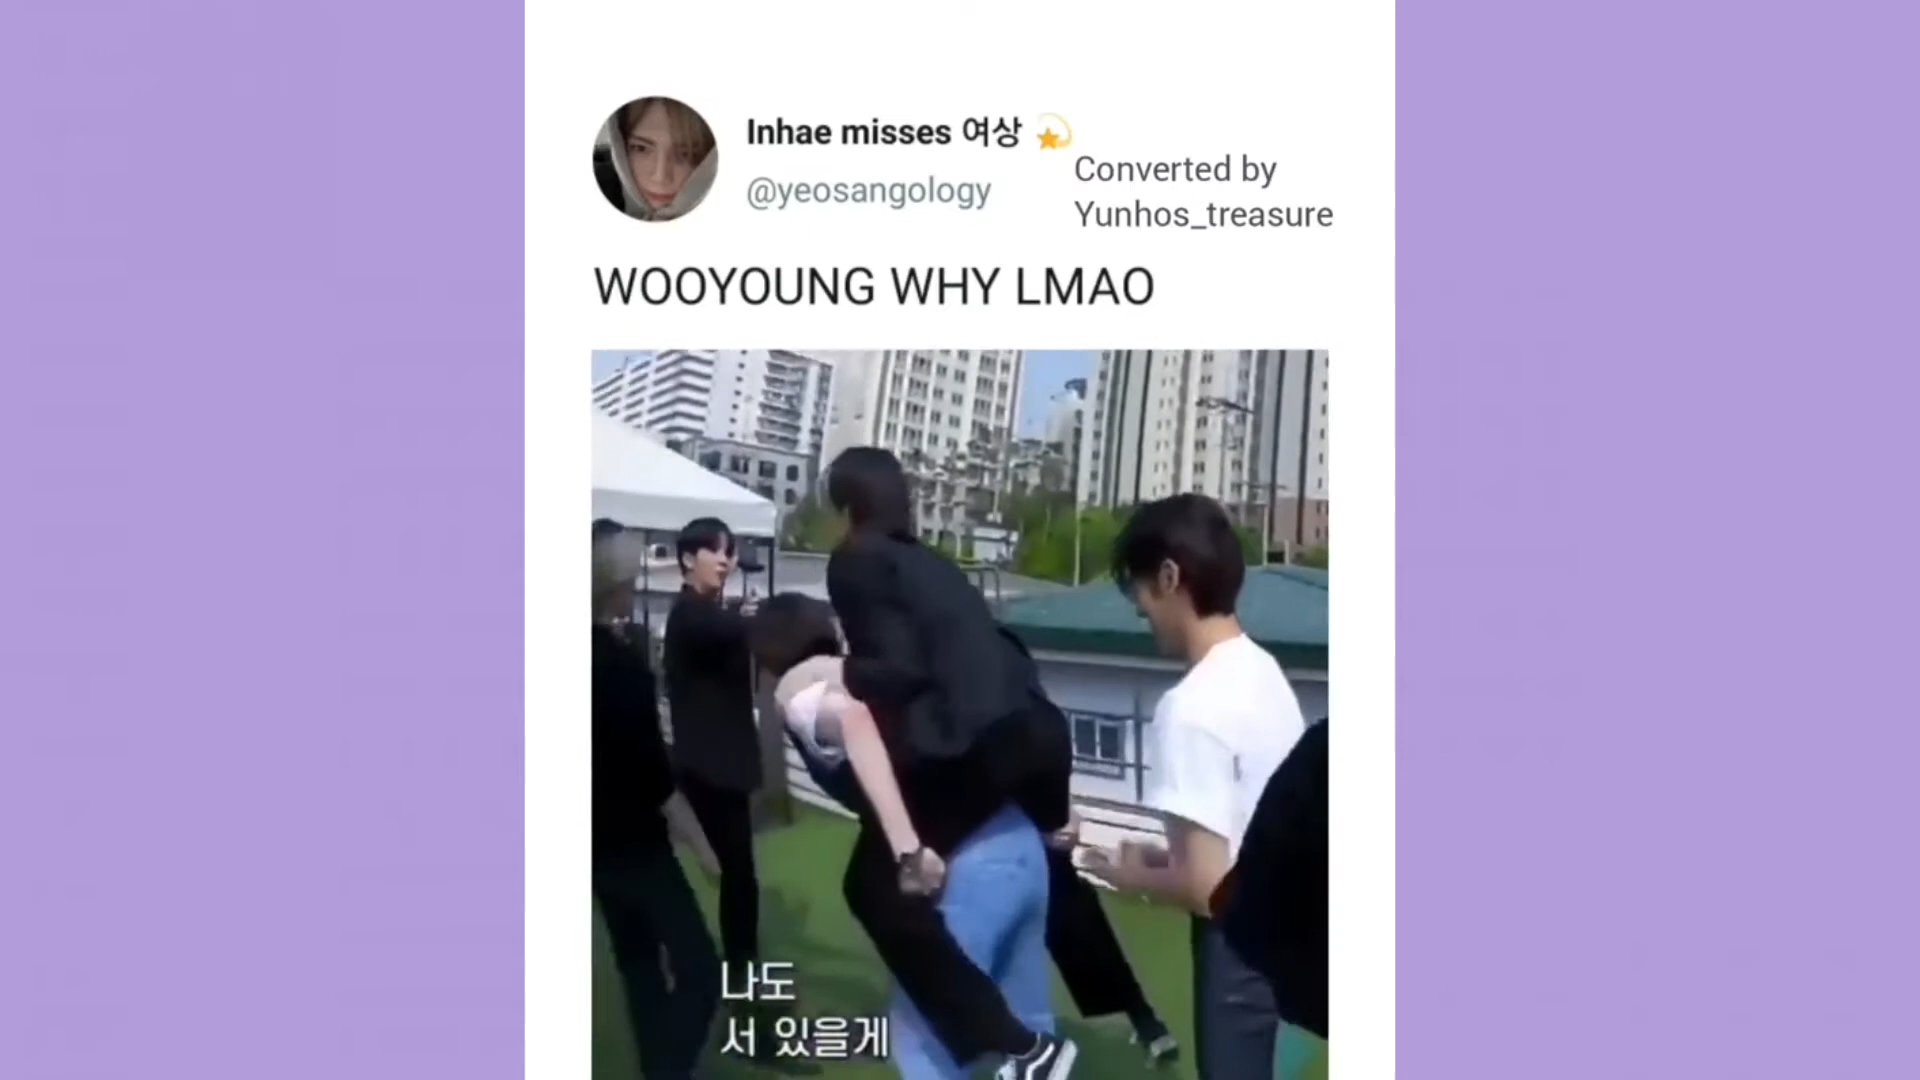 Inhae misses 여상 💫
@yeosangology
Converted by
Yunhos_treasure
WOOYOUNG WHY LMAO
나도
서 있을게